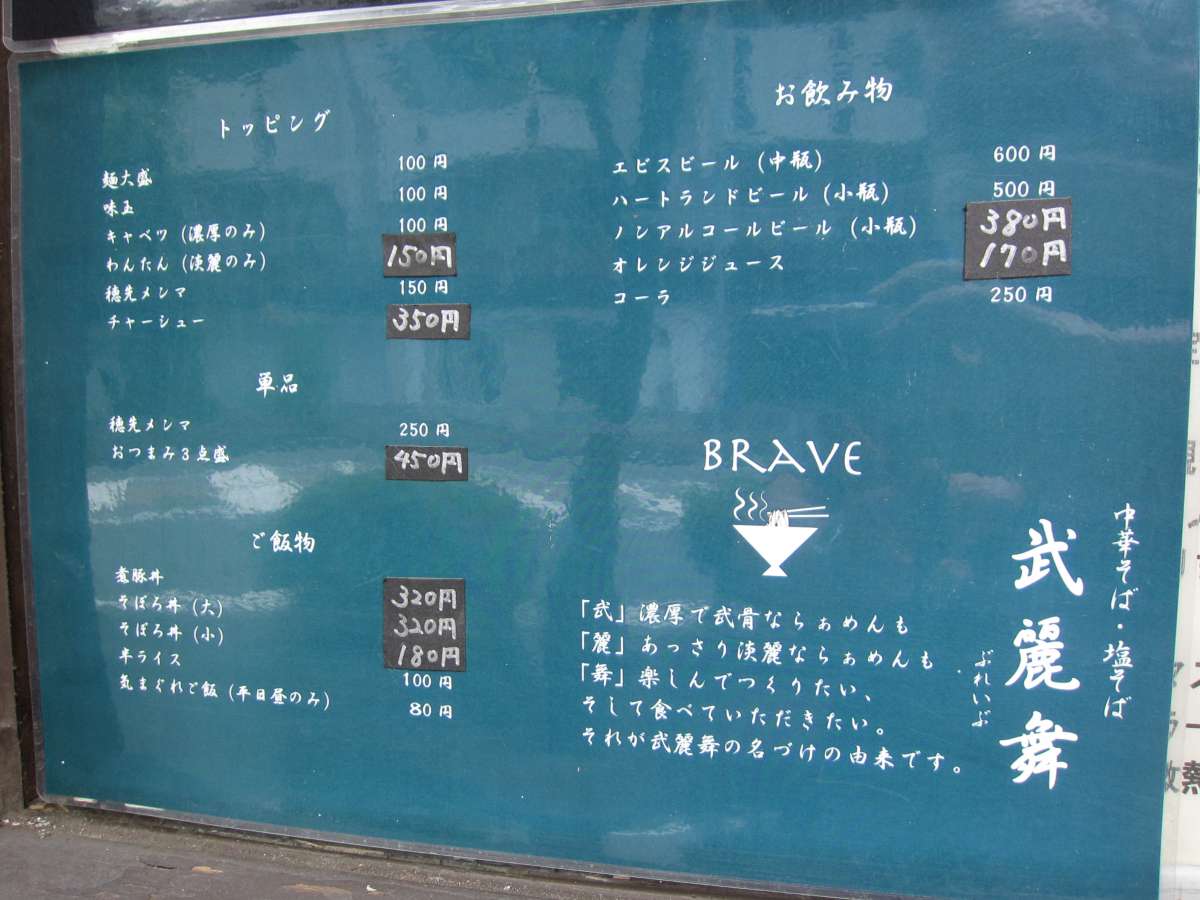 トッピング
麺大盛 100円
味玉 100円
キャベツ（濃厚のみ） 100円
わんたん（淡麗のみ） 150円
穂先メンマ 150円
チャーシュー 350円
単品
穂先メンマ 250円
おつまみ3点盛 450円
ご飯物
煮豚丼 320円
そぼろ丼（大） 320円
そぼろ丼（小） 180円
半ライス 100円
気まぐれご飯（平日昼のみ） 80円
お飲み物
エビスビール（中瓶） 600円
ハートランドビール（小瓶） 500円
ノンアルコールビール（小瓶） 380円
オレンジジュース 170円
コーラ 250円
BRAVE
「武」濃厚で武骨ならぁめんも
「麗」あっさり淡麗ならぁめんも
「舞」楽しんでつくりたい、
そして食べていただきたい。
それが武麗舞の名づけの由来です。
中華そば・塩そば
武麗舞
ぶれいぶ